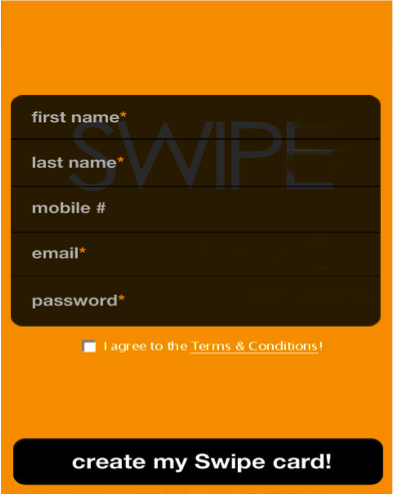 SWIPE
first name*
last name*
mobile #
email*
password*
I agree to the Terms & Conditions!
create my Swipe card!